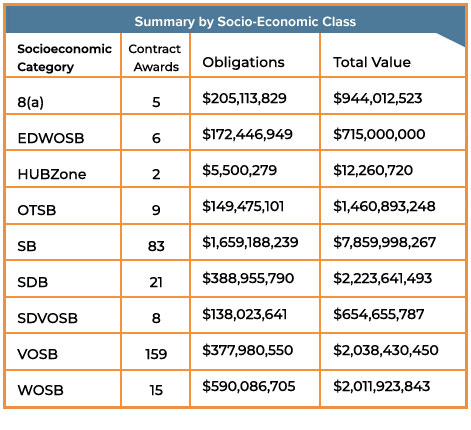 Summary by Socio-Economic Class
Socioeconomic Category Contract Awards Obligations Total Value
8(a) 5 $205,113,829 $944,012,523
EDWOSB 6 $172,446,949 $715,000,000
HUBZone 2 $5,500,279 $12,260,720
OTSB 9 $149,475,101 $1,460,893,248
SB 83 $1,659,188,239 $7,859,998,267
SDB 21 $388,955,790 $2,223,641,493
SDVOSB 8 $138,023,641 $654,655,787
VOSB 159 $377,980,550 $2,038,430,450
WOSB 15 $590,086,705 $2,011,923,843